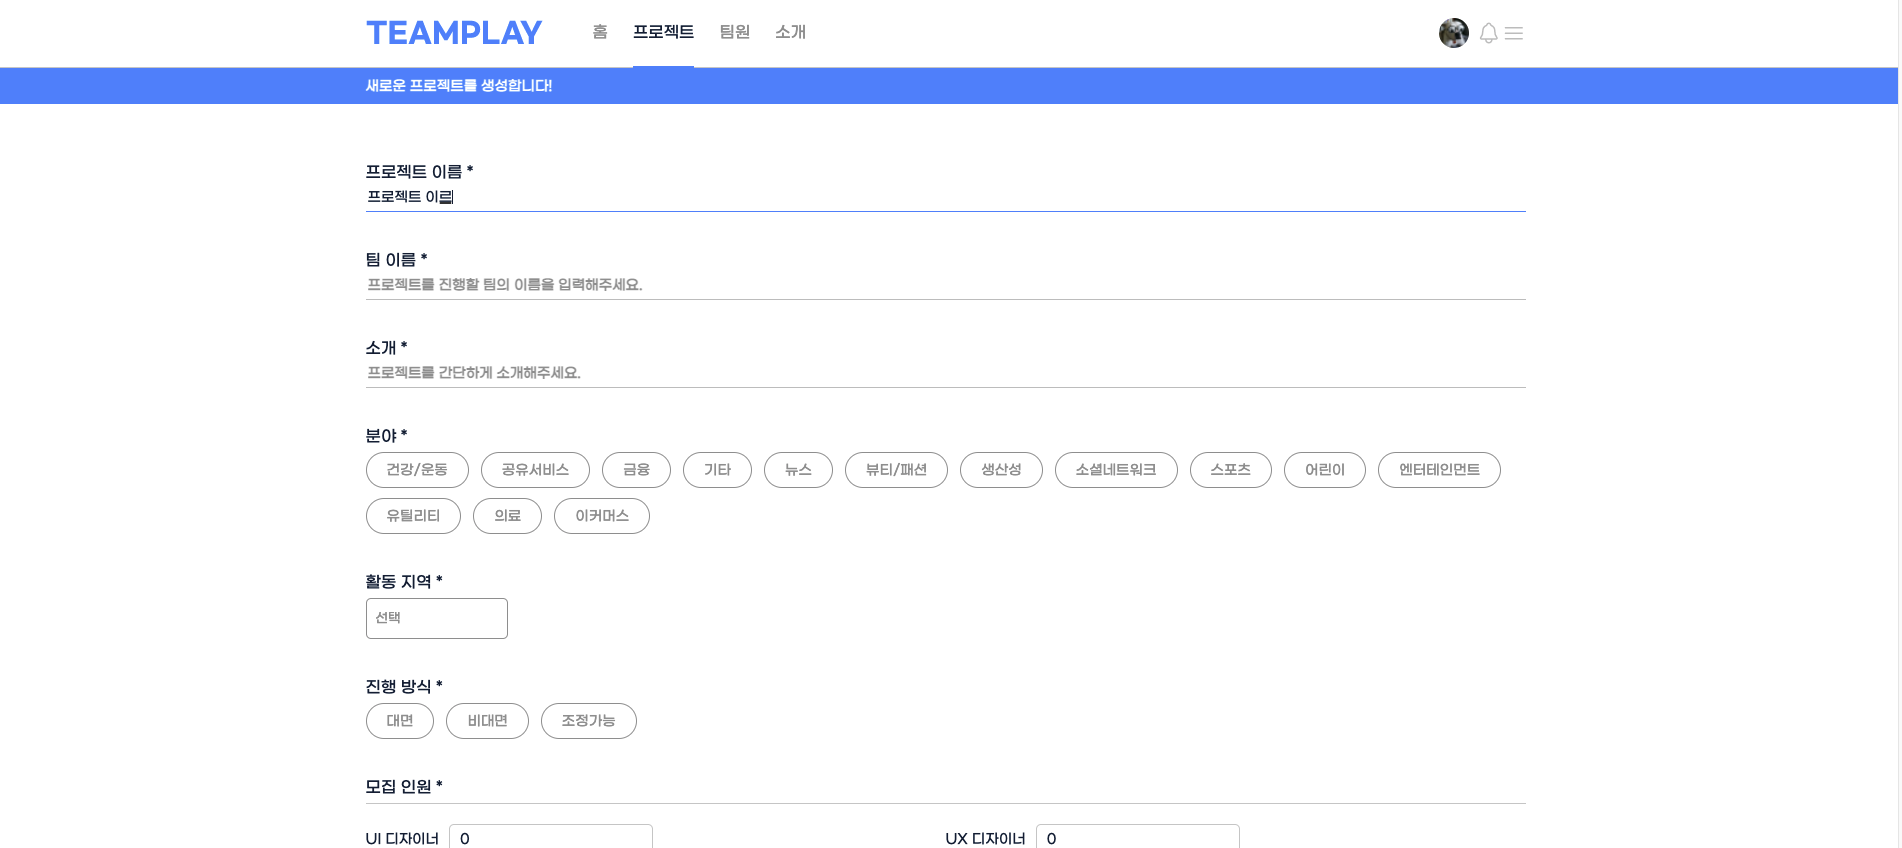 TEAMPLAY 홈 프로젝트 팀원 소개
새로운 프로젝트를 생성합니다!
프로젝트 이름 *
프로젝트 이르
팀 이름 *
프로젝트를 진행할 팀의 이름을 입력해주세요.
소개 *
프로젝트를 간단하게 소개해주세요.
분야 *
건강/운동 공유서비스 금융 기타 뉴스 뷰티/패션 생산성 소셜네트워크 스포츠 어린이 엔터테인먼트
유틸리티 의료 이커머스
활동 지역 *
선택
진행 방식 *
대면 비대면 조정가능
모집 인원 *
UI 디자이너 0 UX 디자이너 0